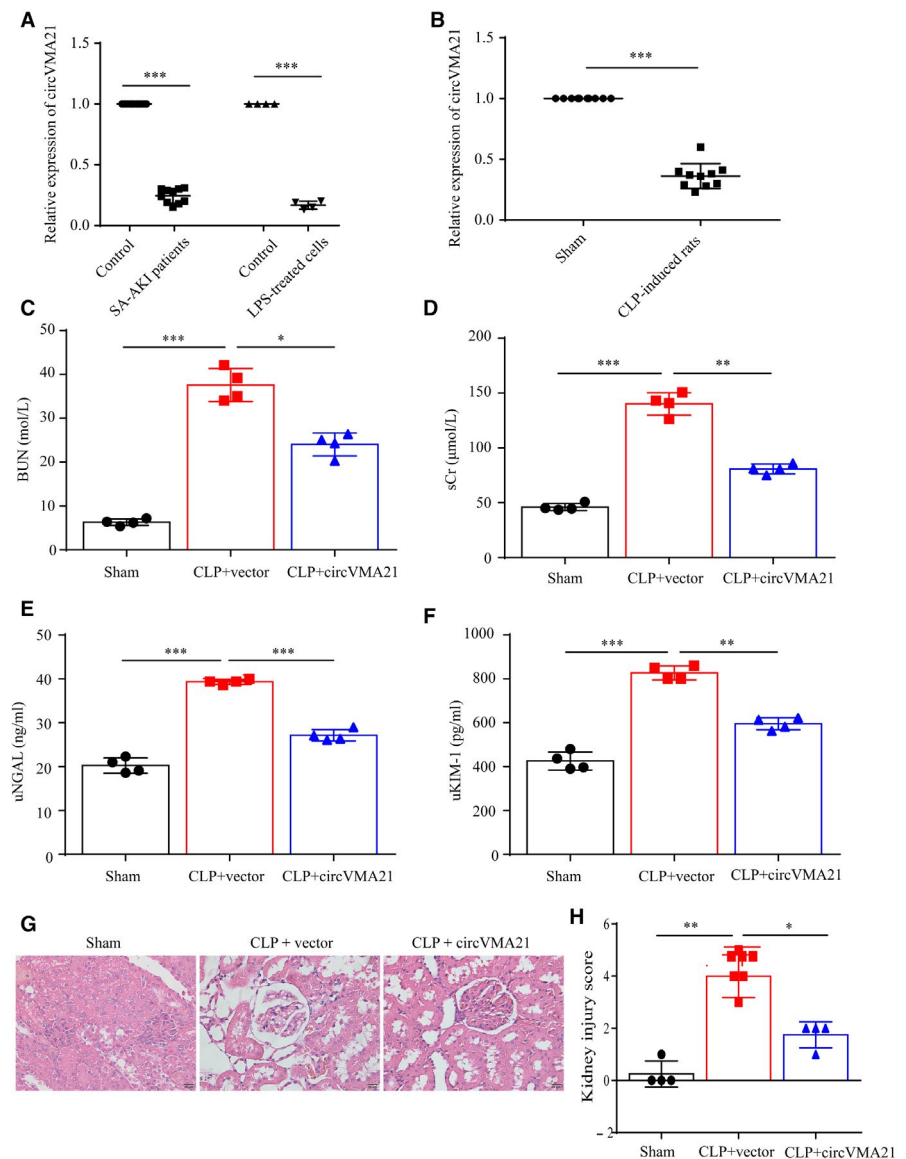 A
Relative expression of circVMA21
1.5
1.0
0.5
0.0
***
***
Control
SA-AKI patients
Control
LPS-treated cells
B
Relative expression of circVMA21
1.5
1.0
0.5
0.0
***
Sham
CLP-induced rats
C
BUN (mol/L)
50
40
30
20
10
0
***
*
Sham
CLP+vector
CLP+circVMA21
D
sCr (μmol/L)
200
150
100
50
0
***
**
Sham
CLP+vector
CLP+circVMA21
E
uNGAL (ng/ml)
50
40
30
20
10
0
***
***
Sham
CLP+vector
CLP+circVMA21
F
uKIM-1 (pg/ml)
1000
800
600
400
200
0
***
**
Sham
CLP+vector
CLP+circVMA21
G
Sham
CLP + vector
CLP + circVMA21
H
Kidney injury score
6
4
2
0
−2
**
*
Sham
CLP+vector
CLP+circVMA21